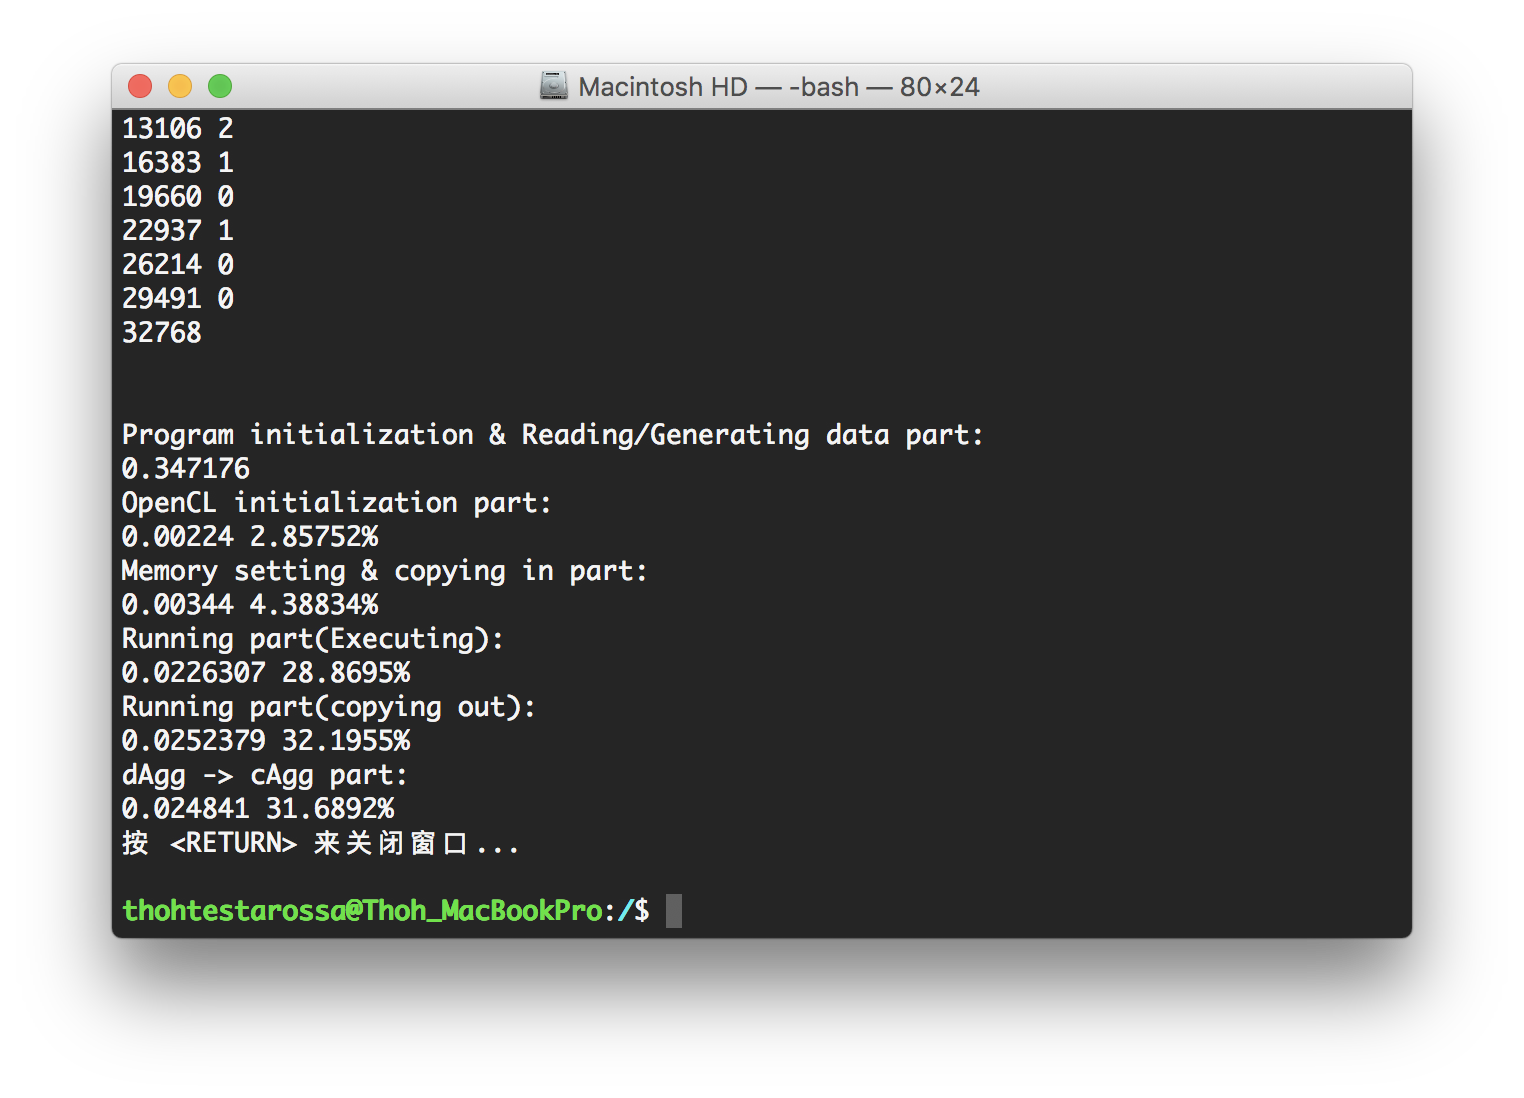 Macintosh HD — -bash — 80×24
13106 2
16383 1
19660 0
22937 1
26214 0
29491 0
32768
Program initialization & Reading/Generating data part:
0.347176
OpenCL initialization part:
0.00224 2.85752%
Memory setting & copying in part:
0.00344 4.38834%
Running part(Executing):
0.0226307 28.8695%
Running part(copying out):
0.0252379 32.1955%
dAgg -> cAgg part:
0.024841 31.6892%
按 <RETURN> 来关闭窗口...
thohtestarossa@Thoh_MacBookPro:/$